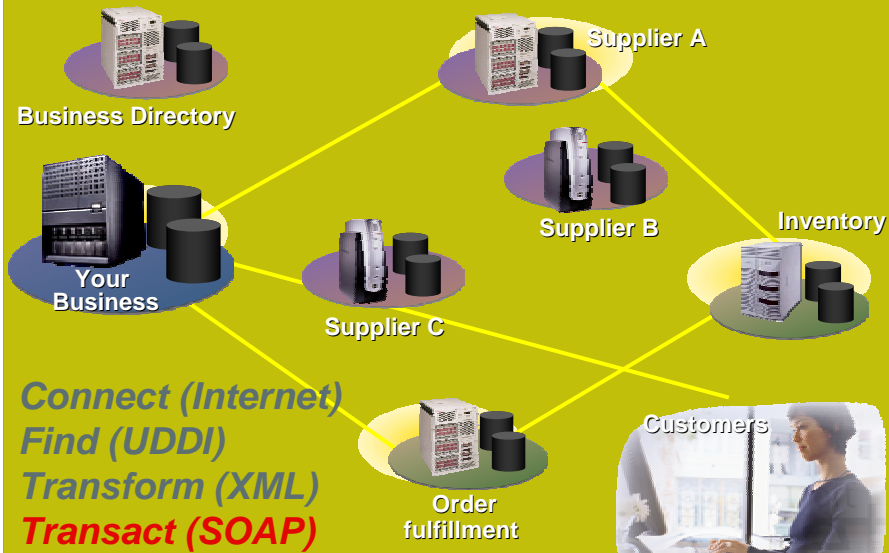 Supplier A
Business Directory
Supplier B
Inventory
Your
Business
Supplier C
Connect (Internet)
Find (UDDI)
Transform (XML)
Transact (SOAP)
Customers
Order
fulfillment